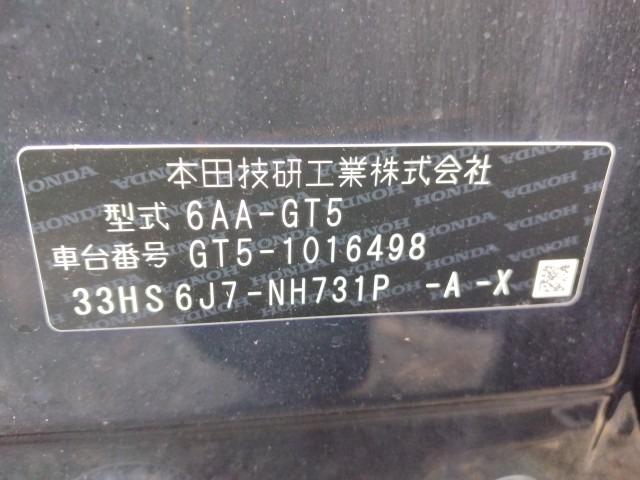 本田技研工業株式会社
型式 6AA-GT5
車台番号 GT5-1016498
33HS 6J7-NH731P -A -X